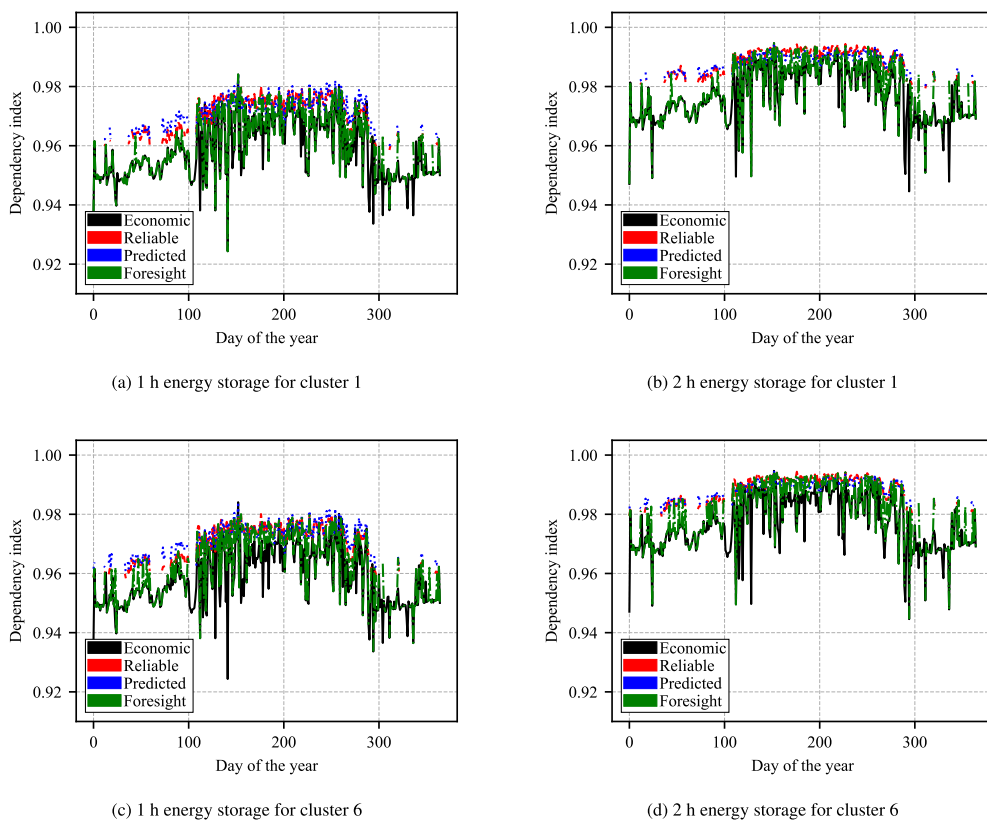 1.00
0.98
0.96
0.94
0.92
Dependency index
Economic
Reliable
Predicted
Foresight
0 100 200 300
Day of the year
(a) 1 h energy storage for cluster 1
1.00
0.98
0.96
0.94
0.92
Dependency index
Economic
Reliable
Predicted
Foresight
0 100 200 300
Day of the year
(b) 2 h energy storage for cluster 1
1.00
0.98
0.96
0.94
0.92
Dependency index
Economic
Reliable
Predicted
Foresight
0 100 200 300
Day of the year
(c) 1 h energy storage for cluster 6
1.00
0.98
0.96
0.94
0.92
Dependency index
Economic
Reliable
Predicted
Foresight
0 100 200 300
Day of the year
(d) 2 h energy storage for cluster 6